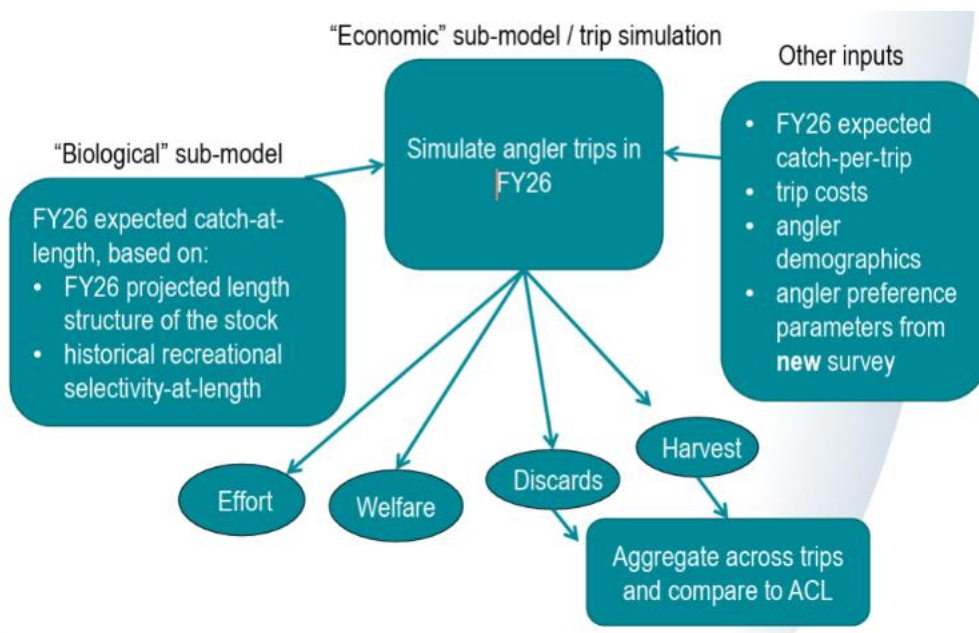 “Economic” sub-model / trip simulation
Other inputs
“Biological” sub-model
Simulate angler trips in
FY26
• FY26 expected
catch-per-trip
• trip costs
• angler
demographics
• angler preference
parameters from
new survey
FY26 expected catch-at-
length, based on:
• FY26 projected length
structure of the stock
• historical recreational
selectivity-at-length
Effort
Welfare
Discards
Harvest
Aggregate across trips
and compare to ACL